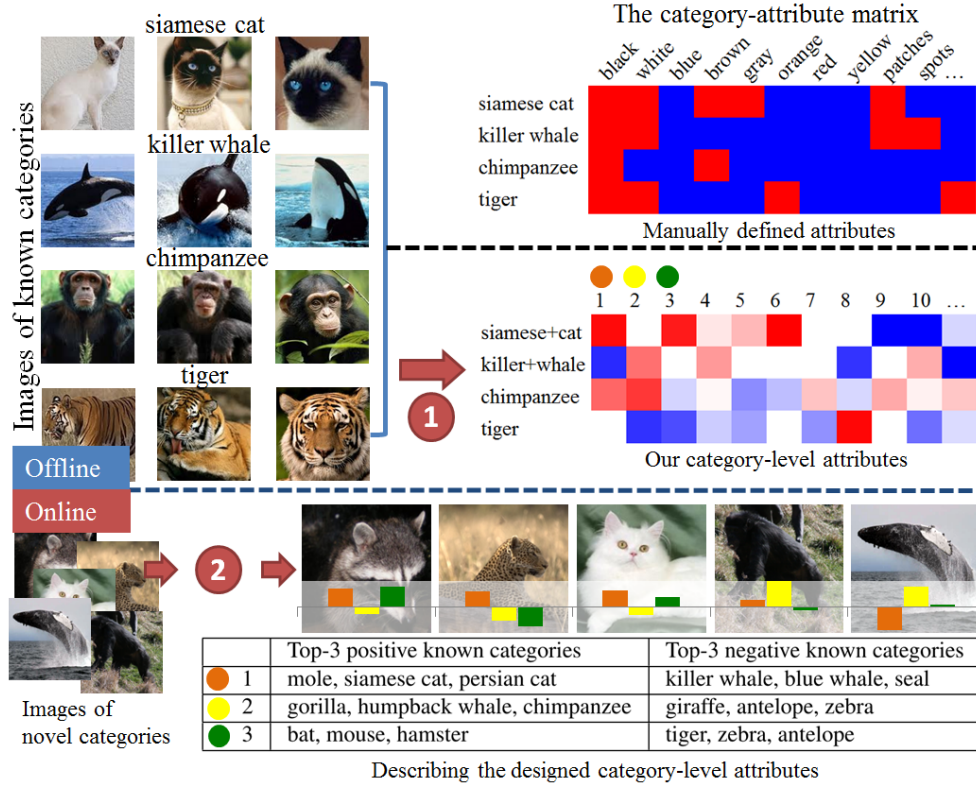 siamese cat
killer whale
chimpanzee
tiger
Images of known categories
The category-attribute matrix
black white blue brown gray orange red yellow patches spots ...
siamese cat
killer whale
chimpanzee
tiger
Manually defined attributes
1 2 3 4 5 6 7 8 9 10 ...
siamese+cat
killer+whale
chimpanzee
tiger
Our category-level attributes
1
Offline
Online
2
Images of
novel categories
Top-3 positive known categories Top-3 negative known categories
1 mole, siamese cat, persian cat killer whale, blue whale, seal
2 gorilla, humpback whale, chimpanzee giraffe, antelope, zebra
3 bat, mouse, hamster tiger, zebra, antelope
Describing the designed category-level attributes